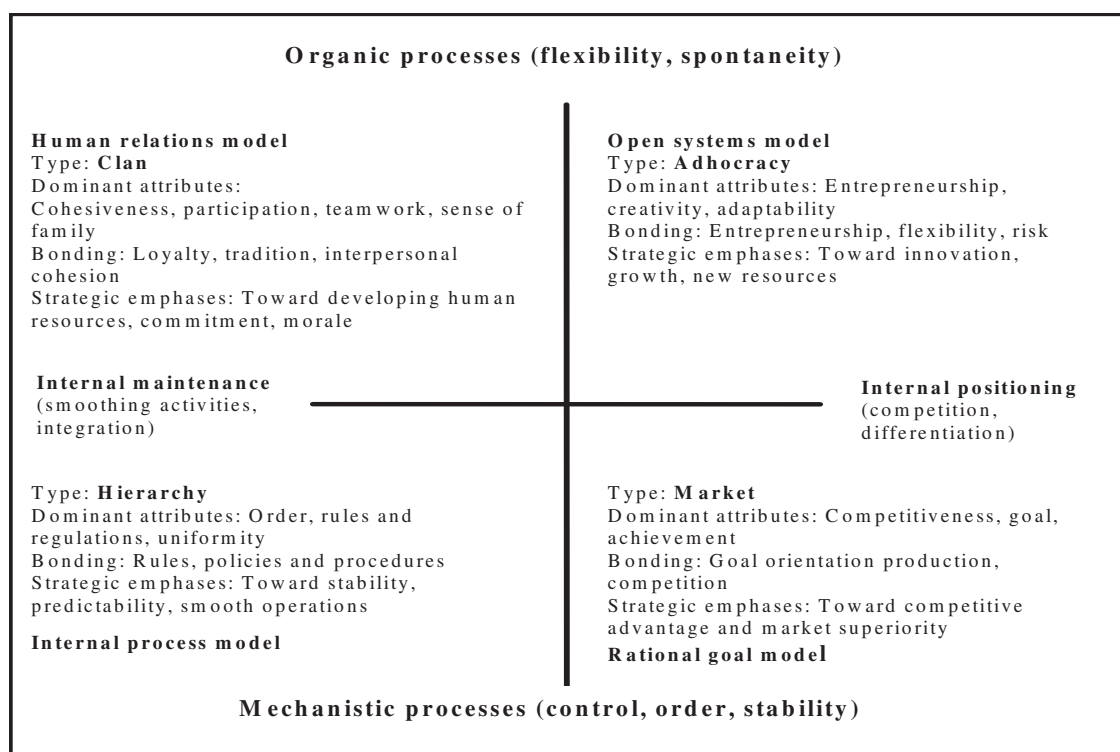 Organic processes (flexibility, spontaneity)
Human relations model
Type: Clan
Dominant attributes:
Cohesiveness, participation, teamwork, sense of
family
Bonding: Loyalty, tradition, interpersonal
cohesion
Strategic emphases: Toward developing human
resources, commitment, morale
Open systems model
Type: Adhocracy
Dominant attributes: Entrepreneurship,
creativity, adaptability
Bonding: Entrepreneurship, flexibility, risk
Strategic emphases: Toward innovation,
growth, new resources
Internal maintenance
(smoothing activities,
integration)
Internal positioning
(competition,
differentiation)
Type: Hierarchy
Dominant attributes: Order, rules and
regulations, uniformity
Bonding: Rules, policies and procedures
Strategic emphases: Toward stability,
predictability, smooth operations
Internal process model
Type: Market
Dominant attributes: Competitiveness, goal,
achievement
Bonding: Goal orientation production,
competition
Strategic emphases: Toward competitive
advantage and market superiority
Rational goal model
Mechanistic processes (control, order, stability)